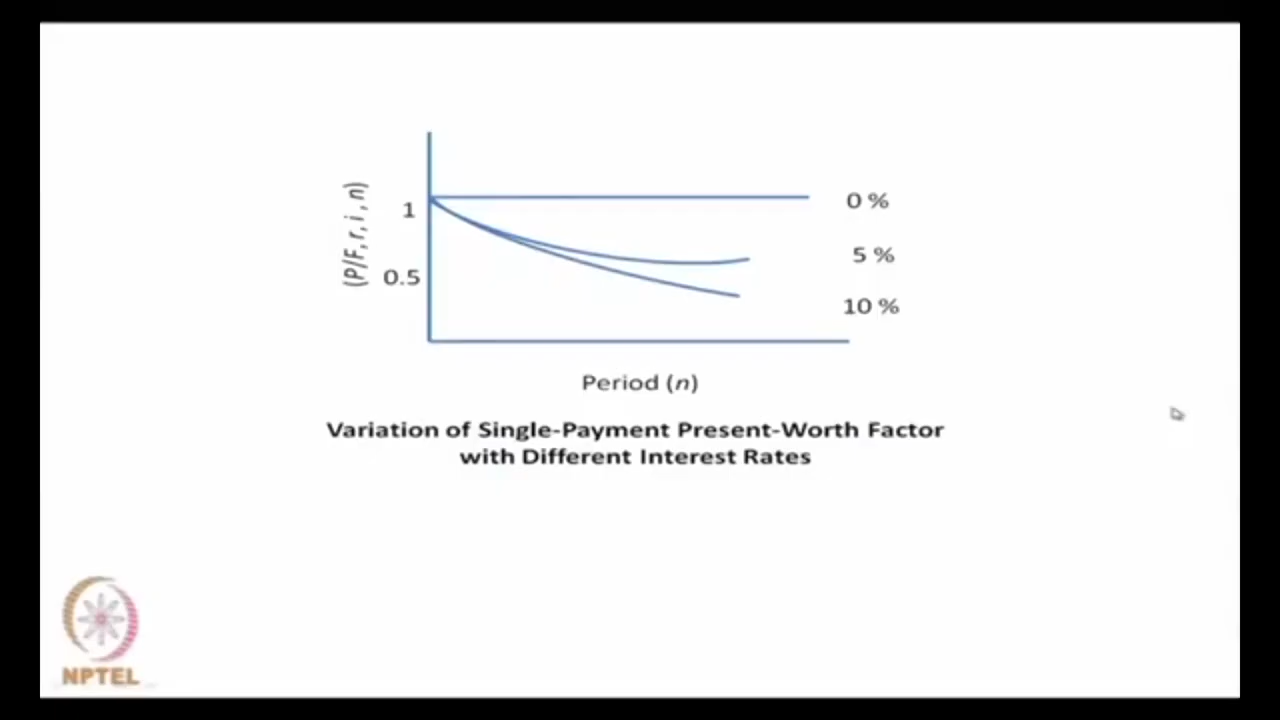 (P/F, r, i, n)
1
0.5
0 %
5 %
10 %
Period (n)
Variation of Single-Payment Present-Worth Factor
with Different Interest Rates
NPTEL